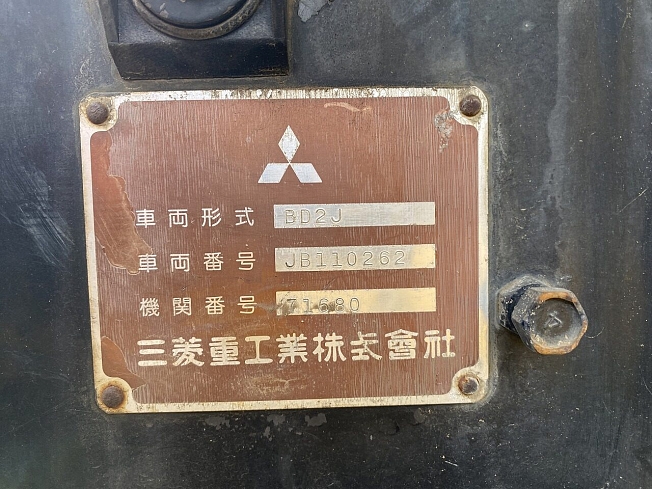 車両形式 BD2J
車両番号 JB110262
機関番号 71680
三菱重工業株式會社